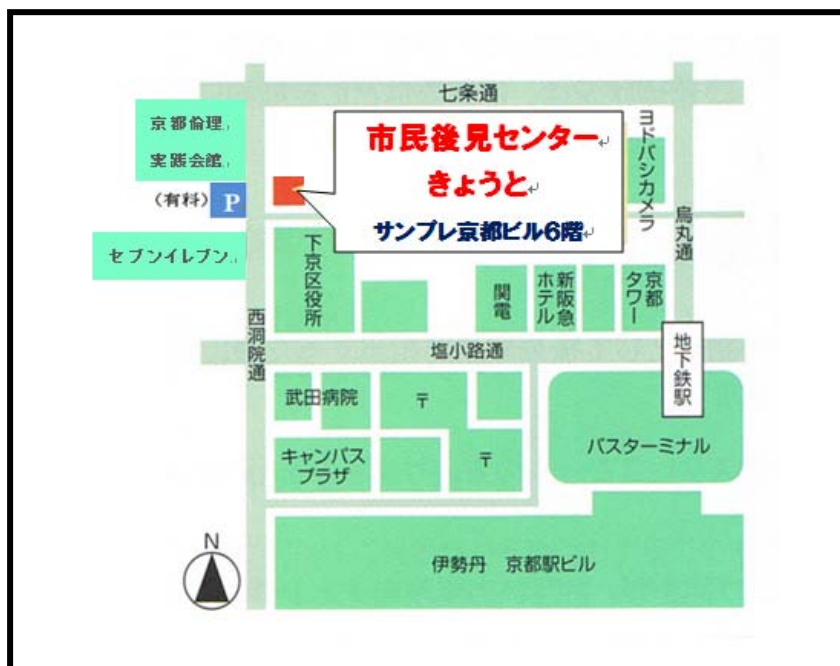 七条通
京都倫理
実践会館
(有料)
P
市民後見センター
きょうと
サンプレ京都ビル6階
ヨドバシカメラ
烏丸通
セブンイレブン
下京区役所
関電
新阪急
ホテル
京都
タワー
西洞院通
塩小路通
地下鉄駅
武田病院
〒
キャンパス
プラザ
〒
バスターミナル
N
伊勢丹 京都駅ビル